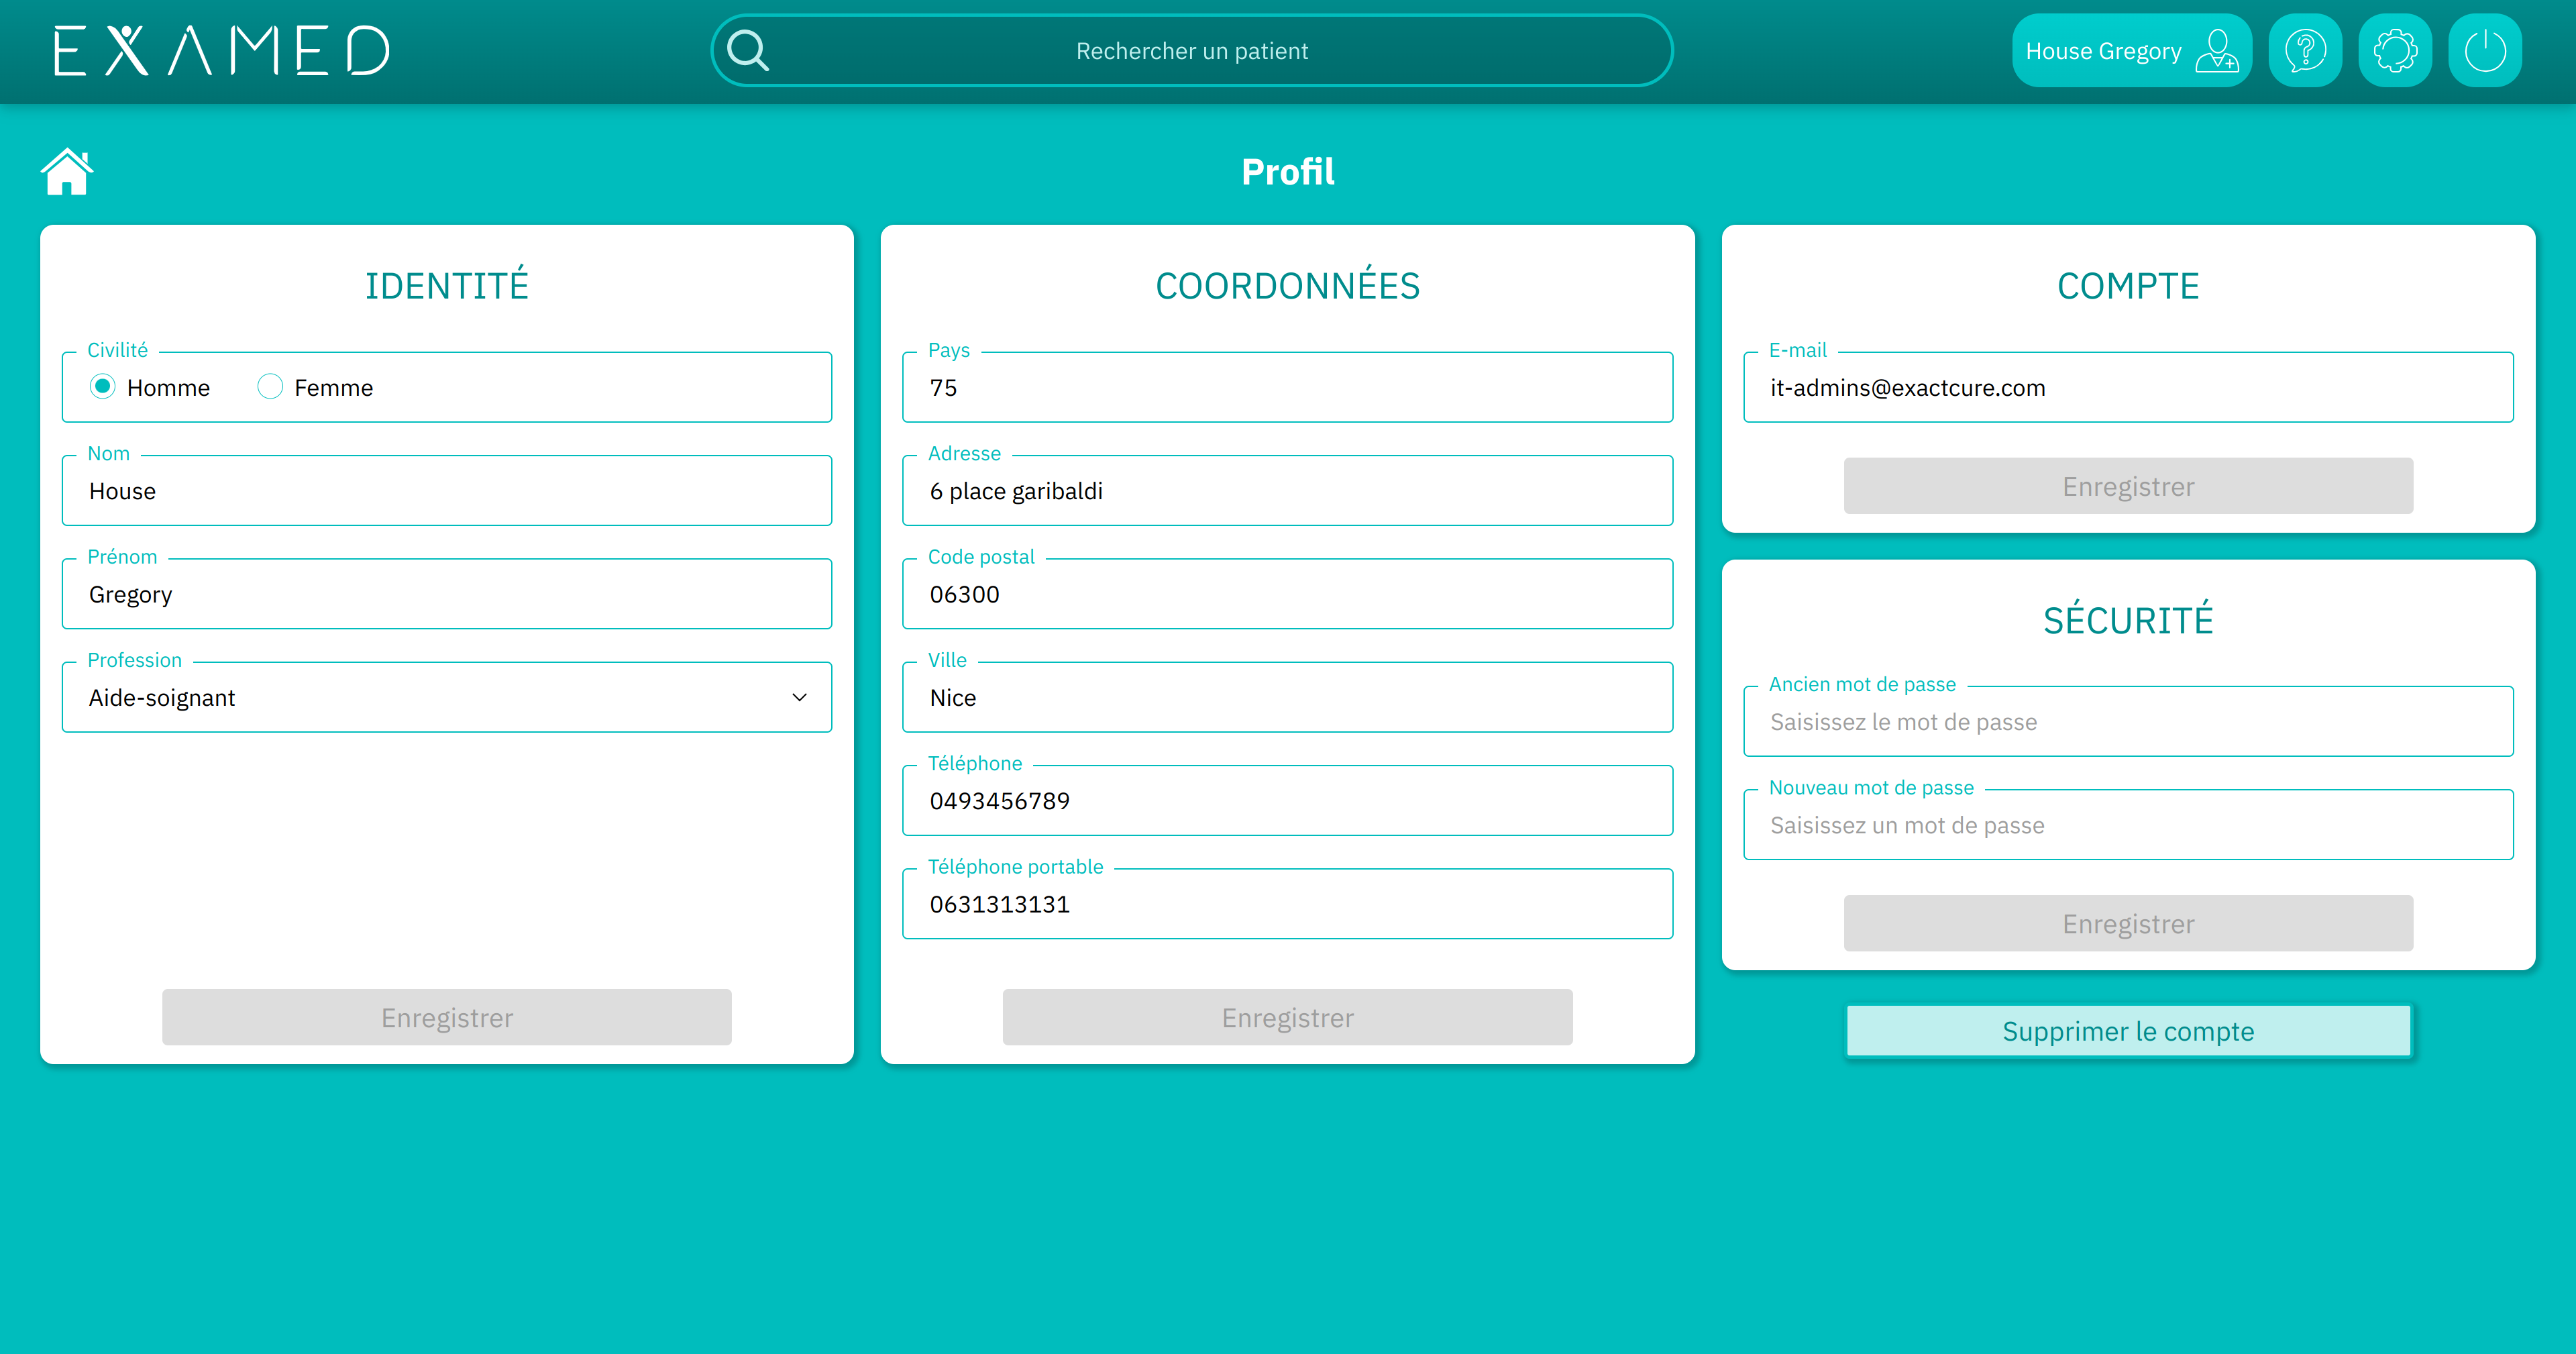 EXAMED
Rechercher un patient
House Gregory
Profil
IDENTITÉ
Civilité
Homme Femme
Nom
House
Prénom
Gregory
Profession
Aide-soignant
Enregistrer
COORDONNÉES
Pays
75
Adresse
6 place garibaldi
Code postal
06300
Ville
Nice
Téléphone
0493456789
Téléphone portable
0631313131
Enregistrer
COMPTE
E-mail
it-admins@exactcure.com
Enregistrer
SÉCURITÉ
Ancien mot de passe
Saisissez le mot de passe
Nouveau mot de passe
Saisissez un mot de passe
Enregistrer
Supprimer le compte